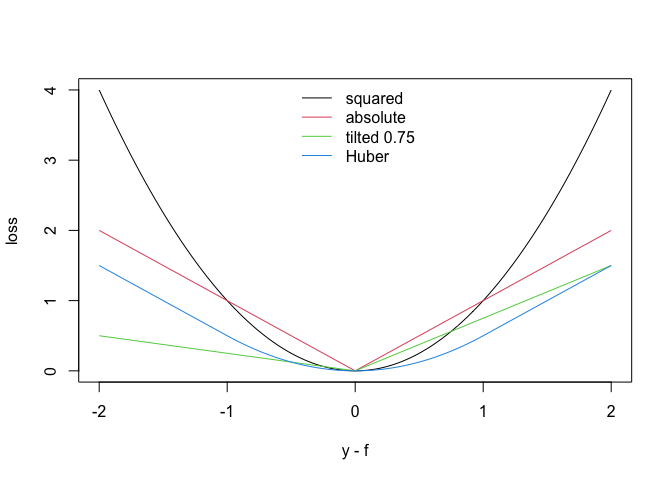 squared
absolute
tilted 0.75
Huber
loss
4
3
2
1
0
-2 -1 0 1 2
y - f